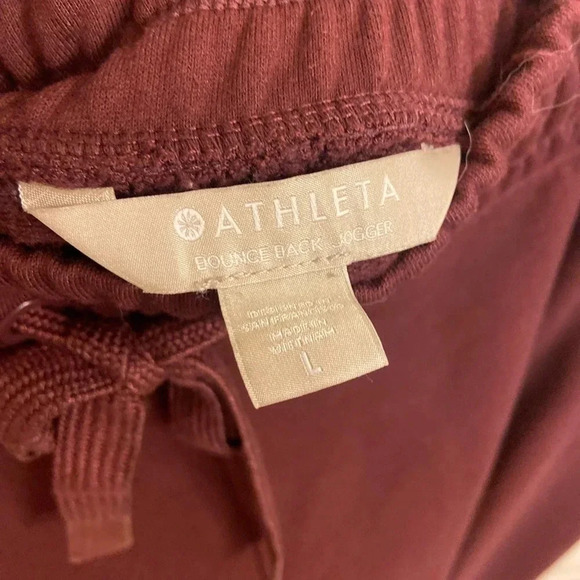 ATHLETA
BOUNCE BACK JOGGER
DESIGNED IN
SAN FRANCISCO
MADE IN
VIETNAM
L